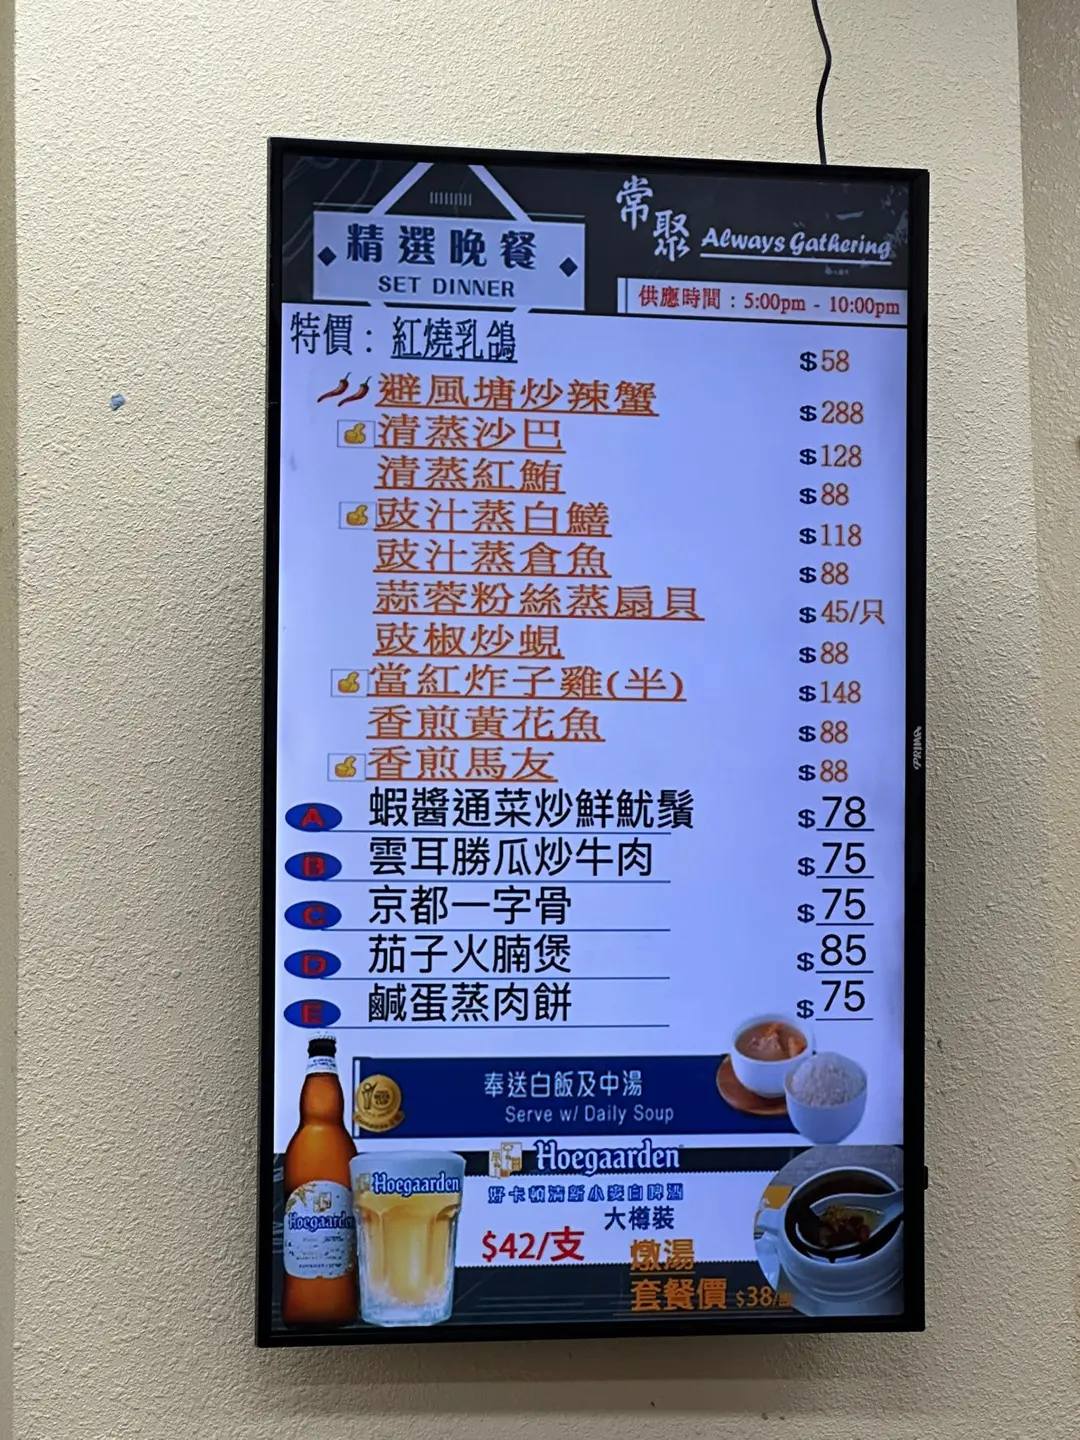 精選晚餐
SET DINNER
常聚 Always Gathering
供應時間：5:00pm - 10:00pm
特價：紅燒乳鴿 $58
避風塘炒辣蟹 $288
清蒸沙巴 $128
清蒸紅鮪 $88
豉汁蒸白鱔 $118
豉汁蒸倉魚 $88
蒜蓉粉絲蒸扇貝 $45/只
豉椒炒蜆 $88
當紅炸子雞(半) $148
香煎黃花魚 $88
香煎馬友 $88
A 蝦醬通菜炒鮮魷鬚 $78
B 雲耳勝瓜炒牛肉 $75
C 京都一字骨 $75
D 茄子火腩煲 $85
E 鹹蛋蒸肉餅 $75
奉送白飯及中湯
Serve w/ Daily Soup
Hoegaarden
好卡頓清新小麥白啤酒
大樽裝
$42/支
燉湯
套餐價 $38/
Hoegaarden
Hoegaarden
PRIMA